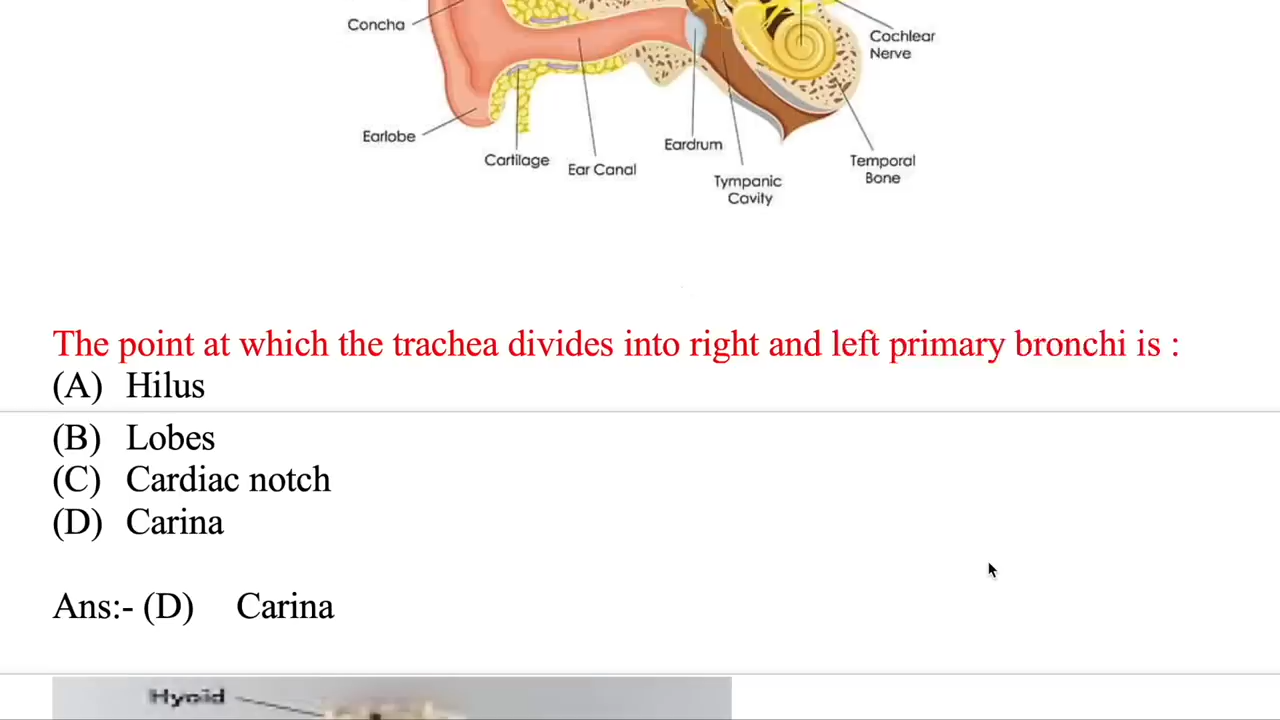 Concha
Cochlear
Nerve
Earlobe
Cartilage
Ear Canal
Eardrum
Tympanic
Cavity
Temporal
Bone
The point at which the trachea divides into right and left primary bronchi is :
(A) Hilus
(B) Lobes
(C) Cardiac notch
(D) Carina
Ans:- (D) Carina
Hyoid